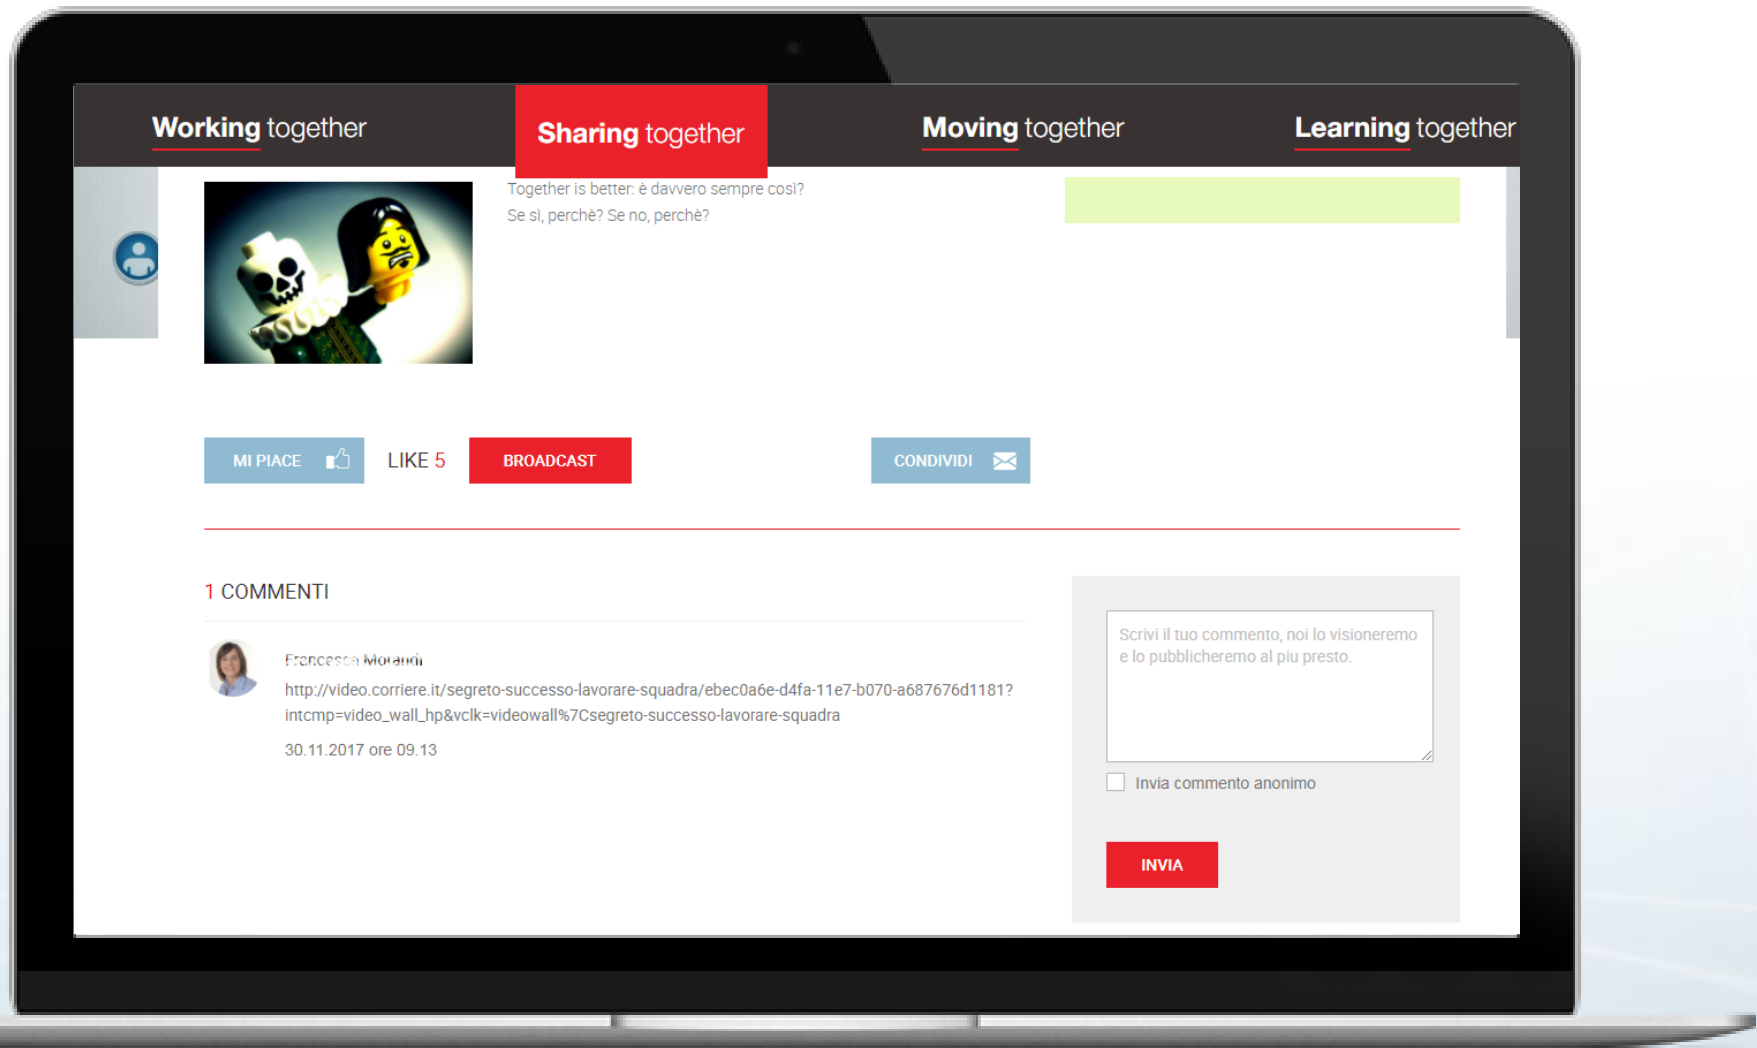 Working together
Sharing together
Moving together
Learning together
Together is better: è davvero sempre così?
Se sì, perchè? Se no, perchè?
MI PIACE
LIKE 5
BROADCAST
CONDIVIDI
1 COMMENTI
Francesca Morandi
http://video.corriere.it/segreto-successo-lavorare-squadra/ebec0a6e-d4fa-11e7-b070-a687676d1181?
intcmp=video_wall_hp&vclk=videowall%7Csegreto-successo-lavorare-squadra
30.11.2017 ore 09.13
Scrivi il tuo commento, noi lo visioneremo
e lo pubblicheremo al piu presto.
Invia commento anonimo
INVIA